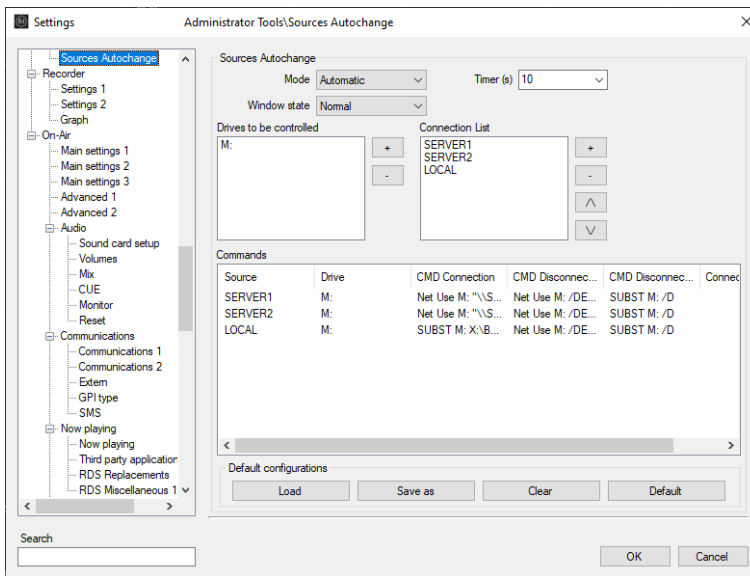 Settings
Administrator Tools\Sources Autochange
Sources Autochange
Recorder
Settings 1
Settings 2
Graph
On-Air
Main settings 1
Main settings 2
Main settings 3
Advanced 1
Advanced 2
Audio
Sound card setup
Volumes
Mix
CUE
Monitor
Reset
Communications
Communications 1
Communications 2
Extern
GPI type
SMS
Now playing
Now playing
Third party application
RDS Replacements
RDS Miscellaneous 1
Search
Sources Autochange
Mode Automatic Timer (s) 10
Window state Normal
Drives to be controlled Connection List
M:
+
-
SERVER1
SERVER2
LOCAL
+
-
Commands
Source Drive CMD Connection CMD Disconnec... CMD Disconnec... Connec
SERVER1 M: Net Use M: "\\S... Net Use M: /DE... SUBST M: /D
SERVER2 M: Net Use M: "\\S... Net Use M: /DE... SUBST M: /D
LOCAL M: SUBST M: X:\B... Net Use M: /DE... SUBST M: /D
Default configurations
Load Save as Clear Default
OK Cancel